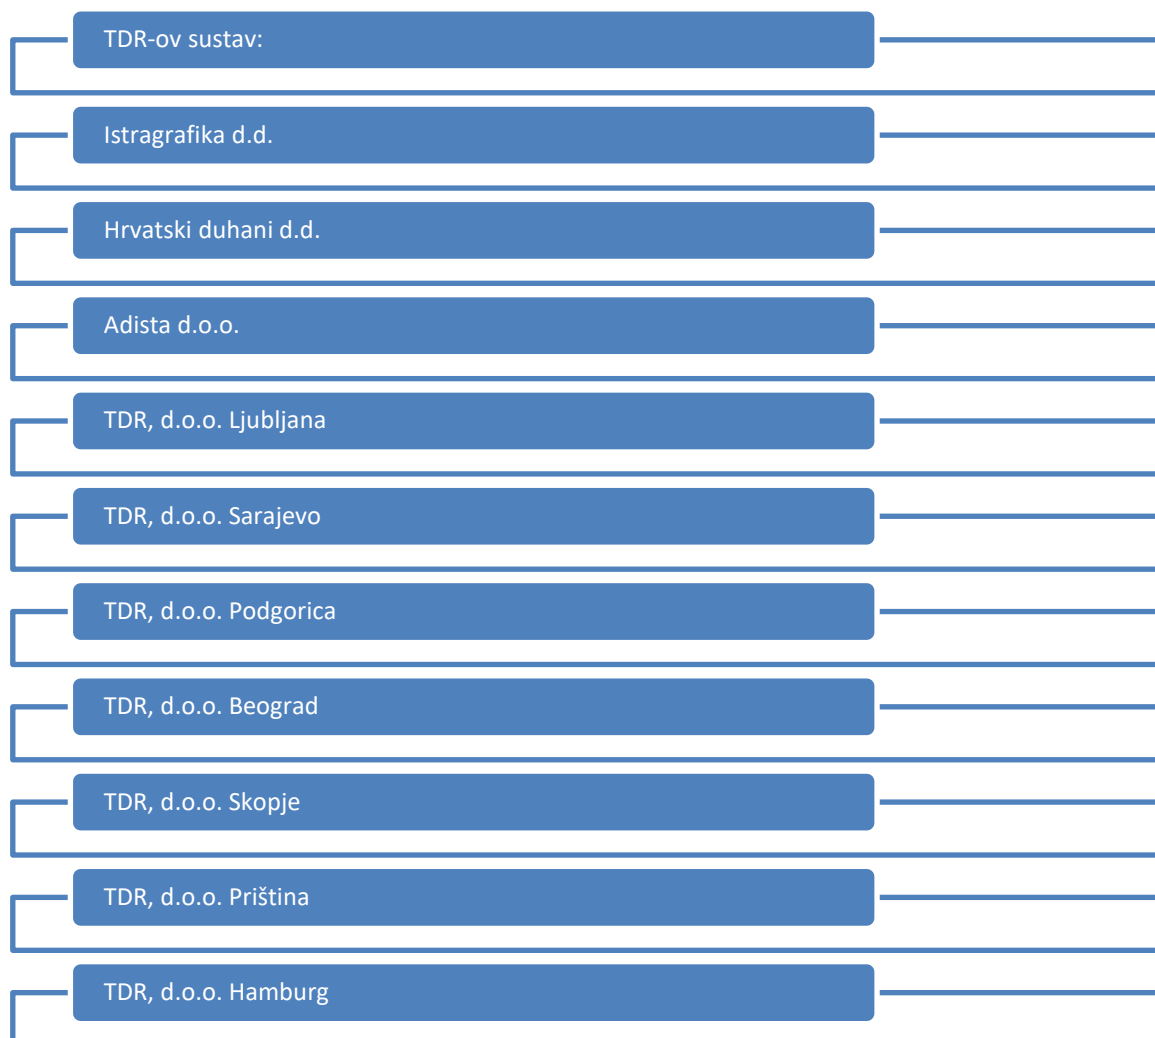 TDR-ov sustav:
Istragrafika d.d.
Hrvatski duhani d.d.
Adista d.o.o.
TDR, d.o.o. Ljubljana
TDR, d.o.o. Sarajevo
TDR, d.o.o. Podgorica
TDR, d.o.o. Beograd
TDR, d.o.o. Skopje
TDR, d.o.o. Priština
TDR, d.o.o. Hamburg